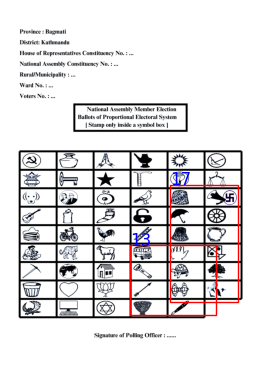 Province : Bagmati
District: Kathmandu
House of Representatives Constituency No. : ...
National Assembly Constituency No. : ...
Rural/Municipality : ...
Ward No. : ...
Voters No. : ...
National Assembly Member Election
Ballots of Proportional Electoral System
[ Stamp only inside a symbol box ]
17
13
Signature of Polling Officer : ......